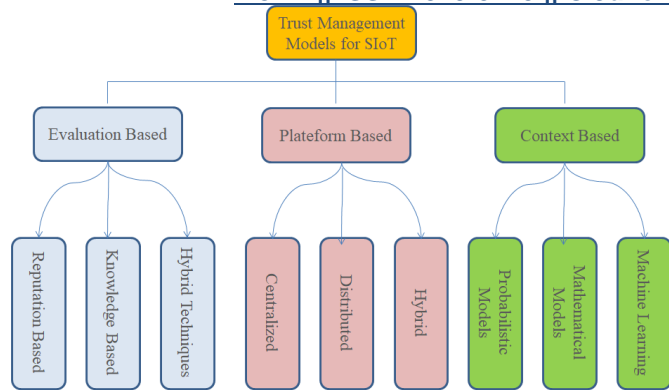 Trust Management
Models for SIoT
Evaluation Based
Plateform Based
Context Based
Reputation Based
Knowledge Based
Hybrid Techniques
Centralized
Distributed
Hybrid
Probabilistic
Models
Mathematical
Models
Machine Learning